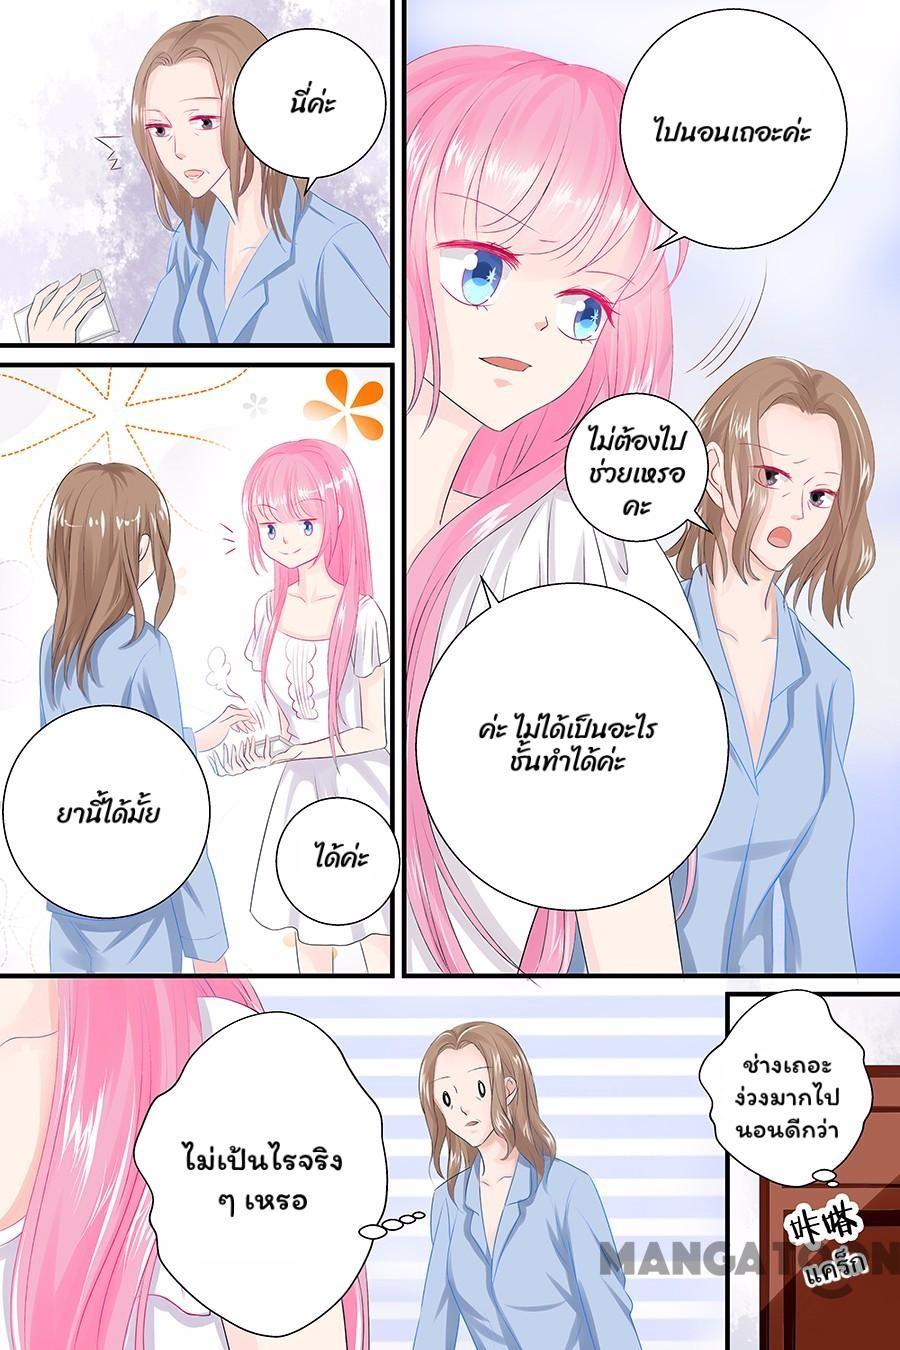 นี่ค่ะ
ไปนอนเถอะค่ะ
ไม่ต้องไป
ช่วยเหรอ
คะ
ค่ะ ไม่ได้เป็นอะไร
ชั้นทำได้ค่ะ
ยานี้ได้มั้ย
ได้ค่ะ
ไม่เป้นไรจริง
ๆ เหรอ
ช่างเถอะ
ง่วงมากไป
นอนดีกว่า
咔嗒
แคร็ก
MANGATOON